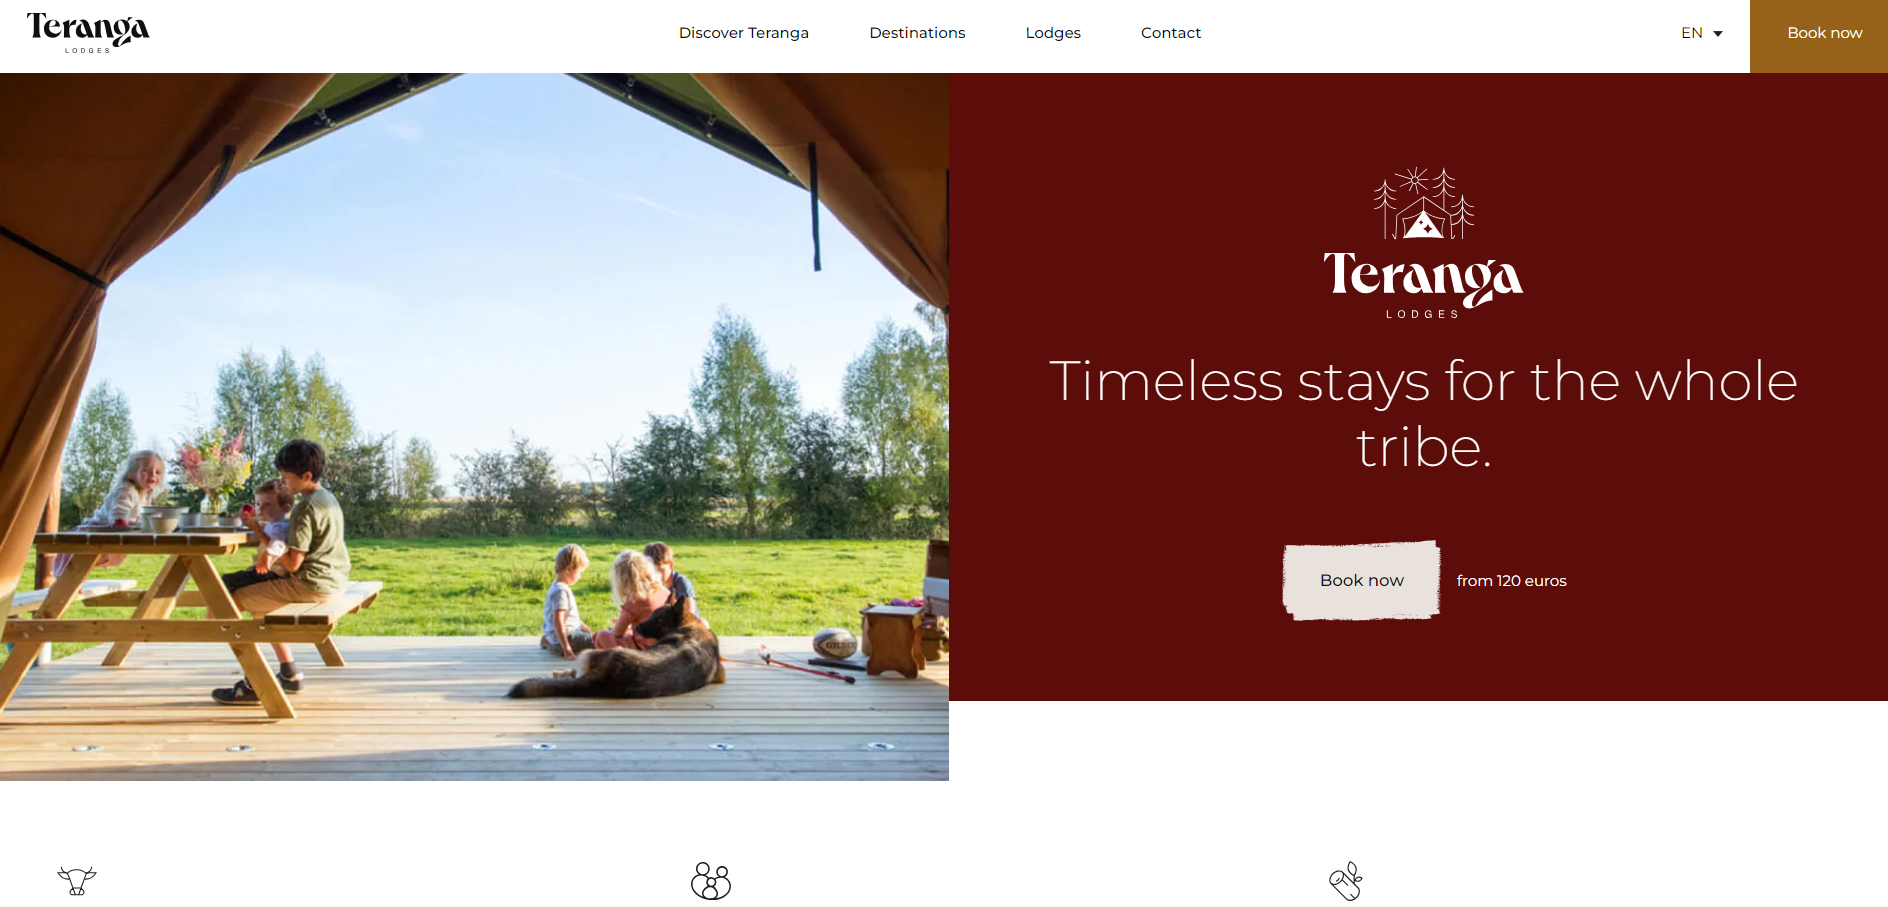 Teranga
LODGES
Discover Teranga
Destinations
Lodges
Contact
EN
Book now
Teranga
LODGES
Timeless stays for the whole
tribe.
Book now
from 120 euros